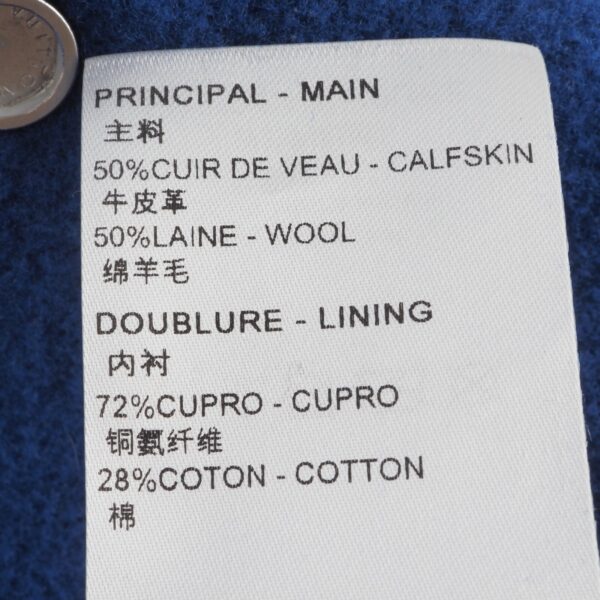 PRINCIPAL - MAIN
主料
50%CUIR DE VEAU - CALFSKIN
牛皮革
50%LAINE - WOOL
绵羊毛
DOUBLURE - LINING
内衬
72%CUPRO - CUPRO
铜氨纤维
28%COTON - COTTON
棉